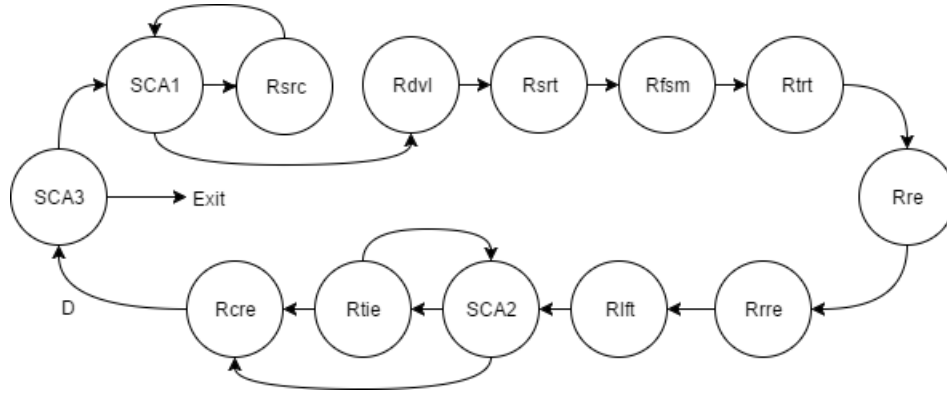 SCA1
Rsrc
Rdvl
Rsrt
Rfsm
Rtrt
SCA3
Exit
Rre
D
Rcre
Rtie
SCA2
Rlft
Rrre